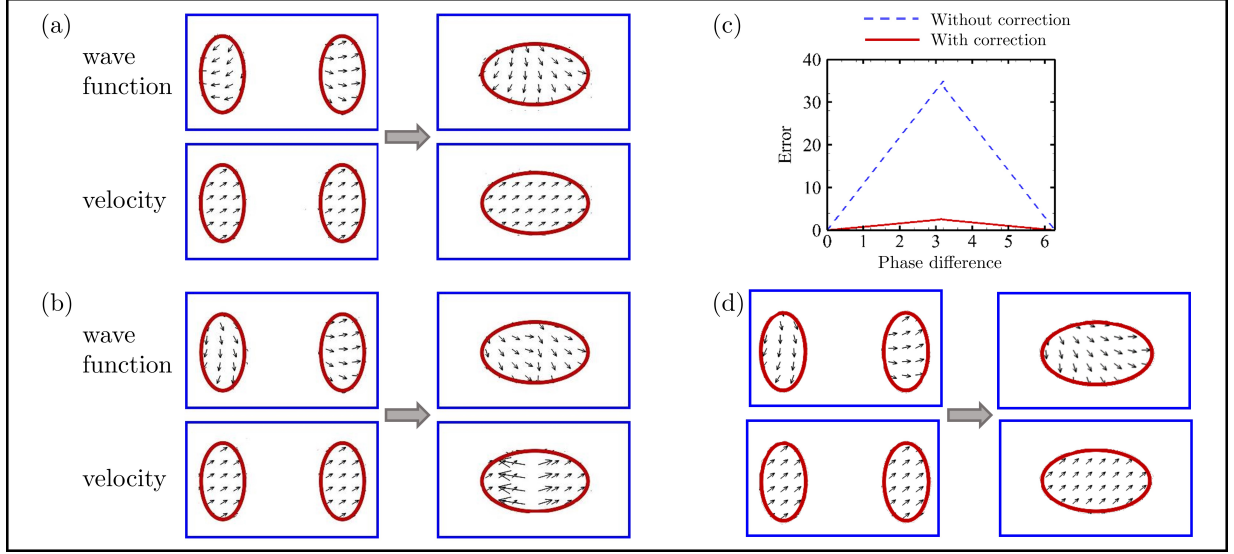 (a)
wave
function
velocity
(b)
wave
function
velocity
(c)
Without correction
With correction
Error
40
30
20
10
0
0 1 2 3 4 5 6
Phase difference
(d)